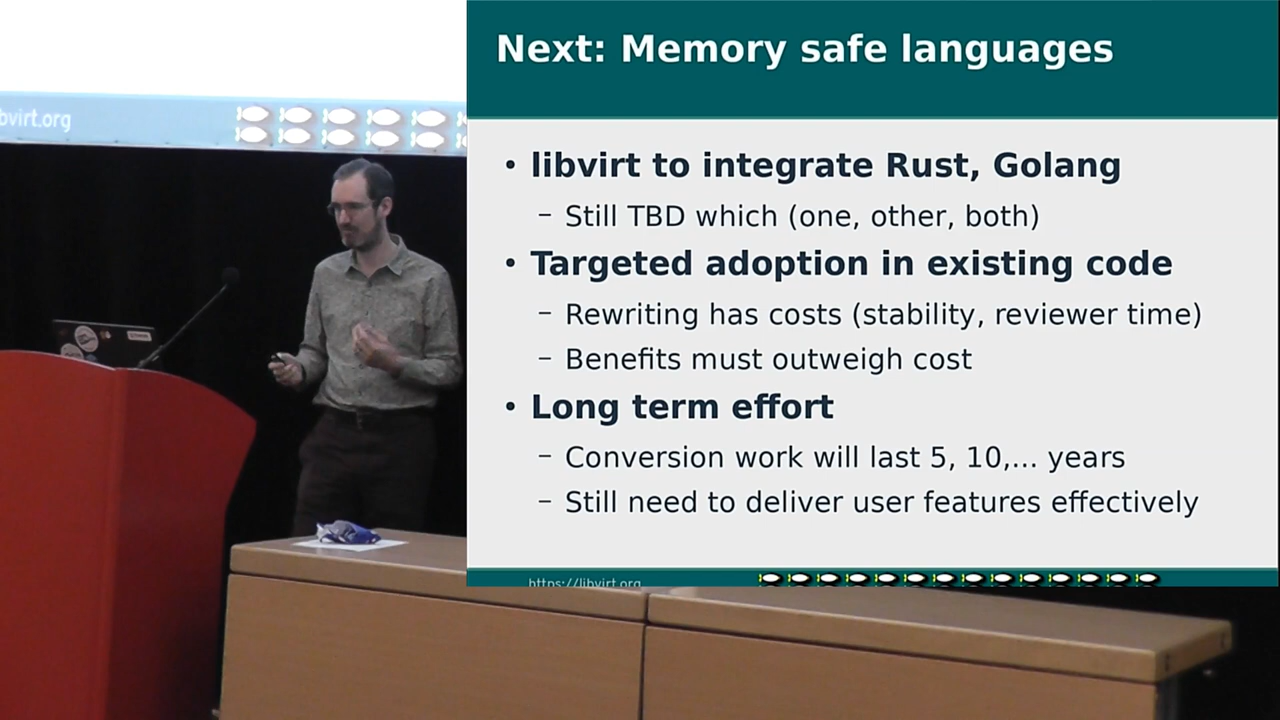 bvirt.org
Next: Memory safe languages
• libvirt to integrate Rust, Golang
– Still TBD which (one, other, both)
• Targeted adoption in existing code
– Rewriting has costs (stability, reviewer time)
– Benefits must outweigh cost
• Long term effort
– Conversion work will last 5, 10,... years
– Still need to deliver user features effectively
https://libvirt.org